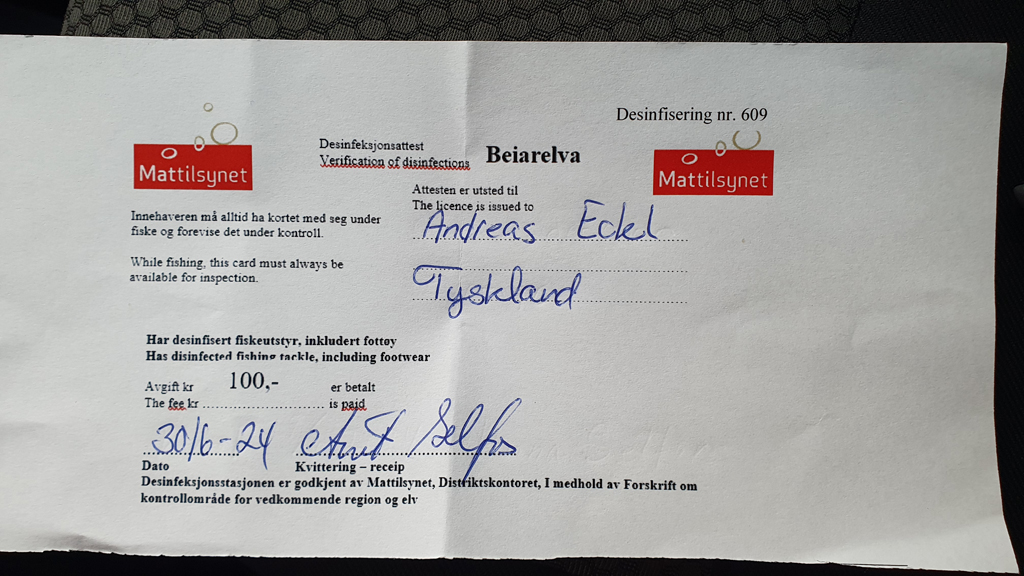 Desinfisering nr. 609
Mattilsynet
Desinfeksjonsattest
Verification of disinfections
Beiarelva
Mattilsynet
Attesten er utsted til
The licence is issued to
Andreas Eckl
Tyskland
Innehaveren må alltid ha kortet med seg under
fiske og forevise det under kontroll.
While fishing, this card must always be
available for inspection.
Har desinfisert fiskeutstyr, inkludert fottøy
Has disinfected fishing tackle, including footwear
Avgift kr 100,- er betalt
The fee kr is paid
30/6-24
Dato
Kvittering – receip
Desinfeksjonsstasjonen er godkjent av Mattilsynet, Distriktskontoret, I medhold av Forskrift om
kontrollområde for vedkommende region og elv